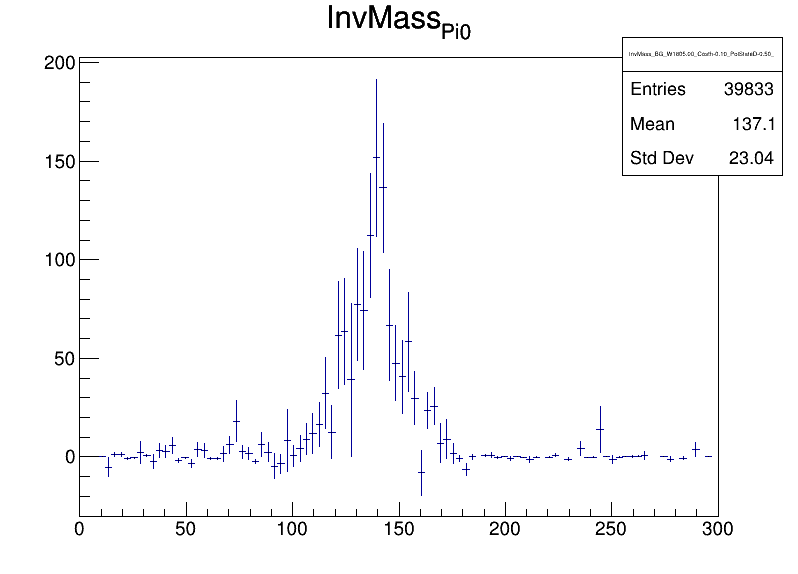 InvMass_Pi0
InvMass_BG_W1805.00_Costh-0.10_PolStateD-0.50_
Entries 39833
Mean 137.1
Std Dev 23.04
200
150
100
50
0
0 50 100 150 200 250 300